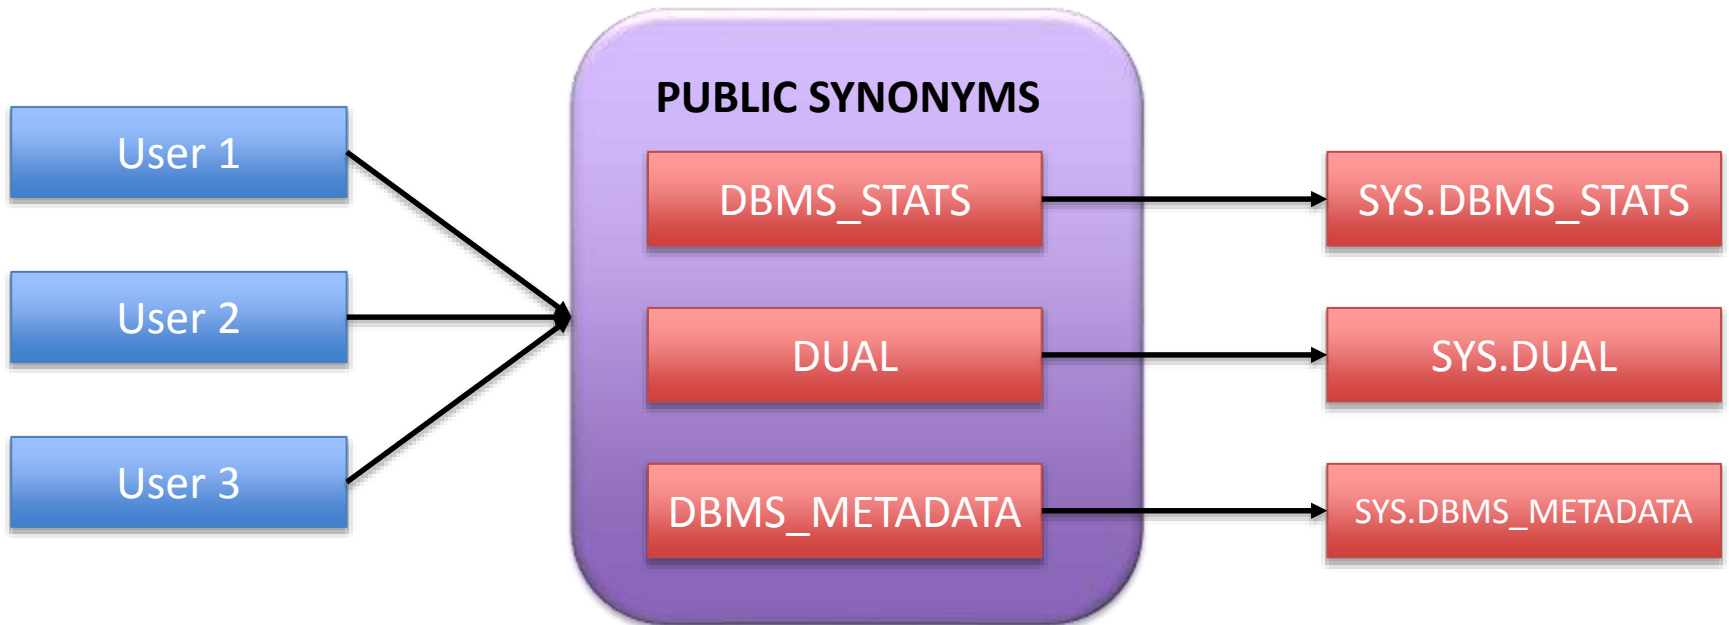 PUBLIC SYNONYMS
User 1
DBMS_STATS
SYS.DBMS_STATS
User 2
DUAL
SYS.DUAL
User 3
DBMS_METADATA
SYS.DBMS_METADATA